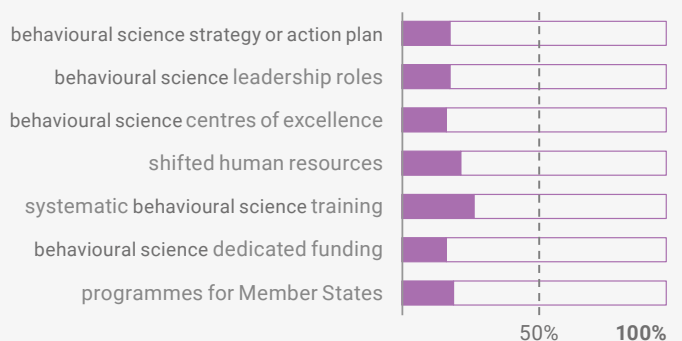 behavioural science strategy or action plan
behavioural science leadership roles
behavioural science centres of excellence
shifted human resources
systematic behavioural science training
behavioural science dedicated funding
programmes for Member States
50% 100%